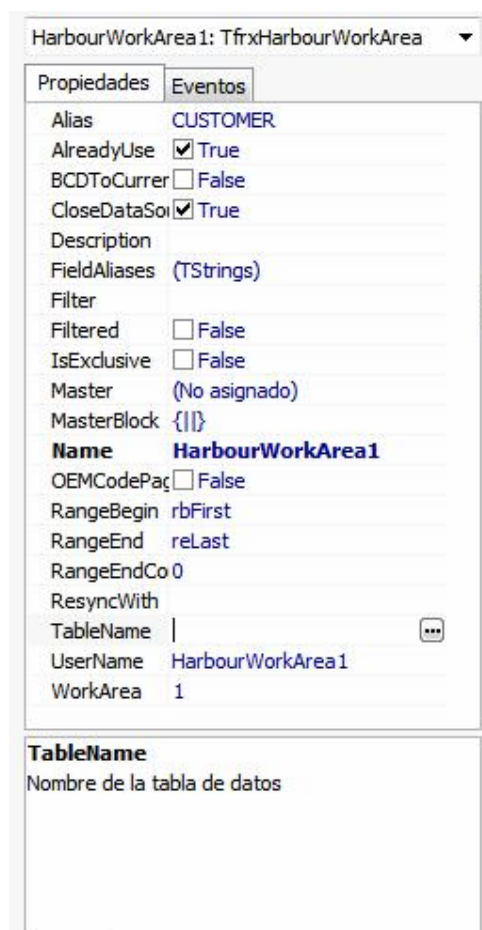 HarbourWorkArea1: TfrxHarbourWorkArea
Propiedades Eventos
Alias CUSTOMER
AlreadyUse True
BCDToCurrer False
CloseDataSou True
Description
FieldAliases (TStrings)
Filter
Filtered False
IsExclusive False
Master (No asignado)
MasterBlock {||}
Name HarbourWorkArea1
OEMCodePag False
RangeBegin rbFirst
RangeEnd reLast
RangeEndCo 0
ResyncWith
TableName
UserName HarbourWorkArea1
WorkArea 1
TableName
Nombre de la tabla de datos